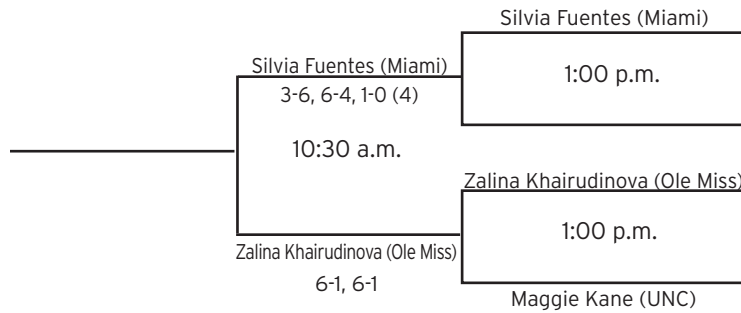 Silvia Fuentes (Miami)
Silvia Fuentes (Miami)
1:00 p.m.
3-6, 6-4, 1-0 (4)
10:30 a.m.
Zalina Khairudinova (Ole Miss)
1:00 p.m.
Zalina Khairudinova (Ole Miss)
6-1, 6-1
Maggie Kane (UNC)